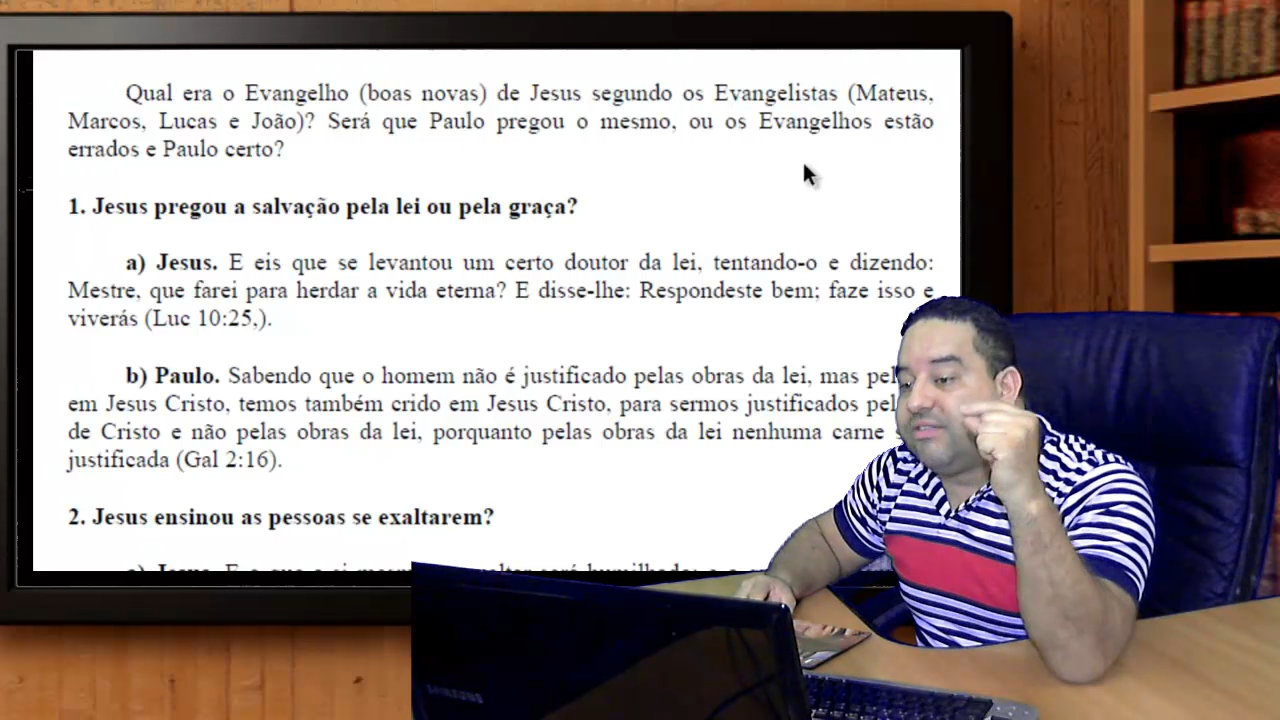 Qual era o Evangelho (boas novas) de Jesus segundo os Evangelistas (Mateus,
Marcos, Lucas e João)? Será que Paulo pregou o mesmo, ou os Evangelhos estão
errados e Paulo certo?
1. Jesus pregou a salvação pela lei ou pela graça?
a) Jesus. E eis que se levantou um certo doutor da lei, tentando-o e dizendo:
Mestre, que farei para herdar a vida eterna? E disse-lhe: Respondeste bem; faze isso e
viverás (Luc 10:25,).
b) Paulo. Sabendo que o homem não é justificado pelas obras da lei, mas pel
em Jesus Cristo, temos também crido em Jesus Cristo, para sermos justificados pel
de Cristo e não pelas obras da lei, porquanto pelas obras da lei nenhuma carne
justificada (Gal 2:16).
2. Jesus ensinou as pessoas se exaltarem?
SAMSUNG